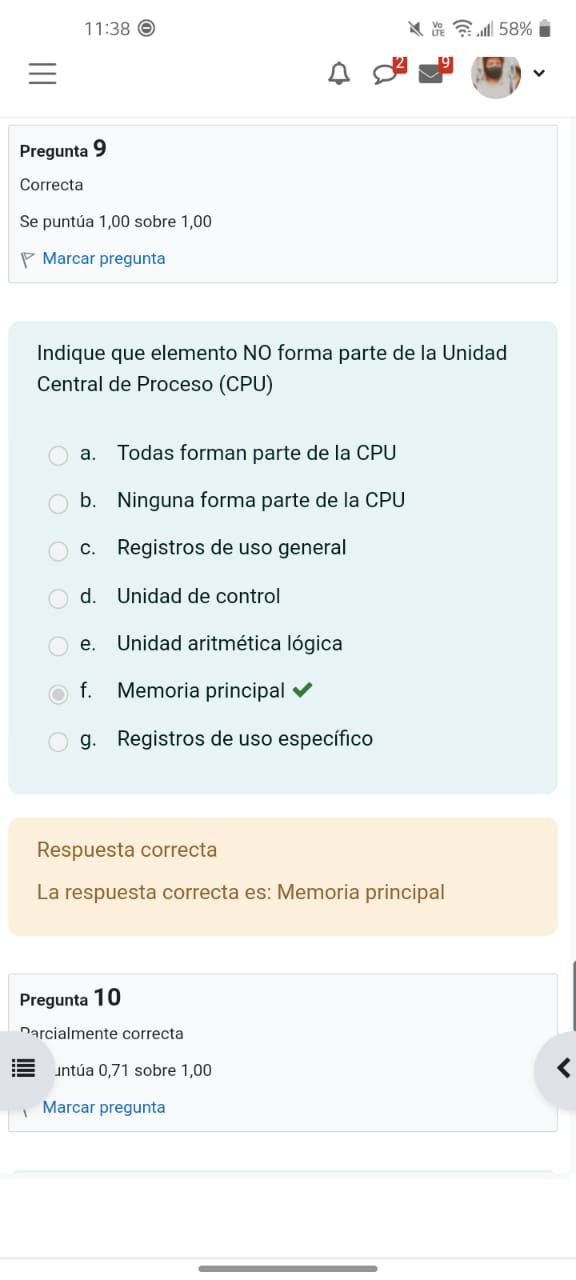 11:38
Vo
LTE
58%
2
9
Pregunta 9
Correcta
Se puntúa 1,00 sobre 1,00
Marcar pregunta
Indique que elemento NO forma parte de la Unidad
Central de Proceso (CPU)
a. Todas forman parte de la CPU
b. Ninguna forma parte de la CPU
c. Registros de uso general
d. Unidad de control
e. Unidad aritmética lógica
f. Memoria principal
g. Registros de uso específico
Respuesta correcta
La respuesta correcta es: Memoria principal
Pregunta 10
Parcialmente correcta
untúa 0,71 sobre 1,00
Marcar pregunta